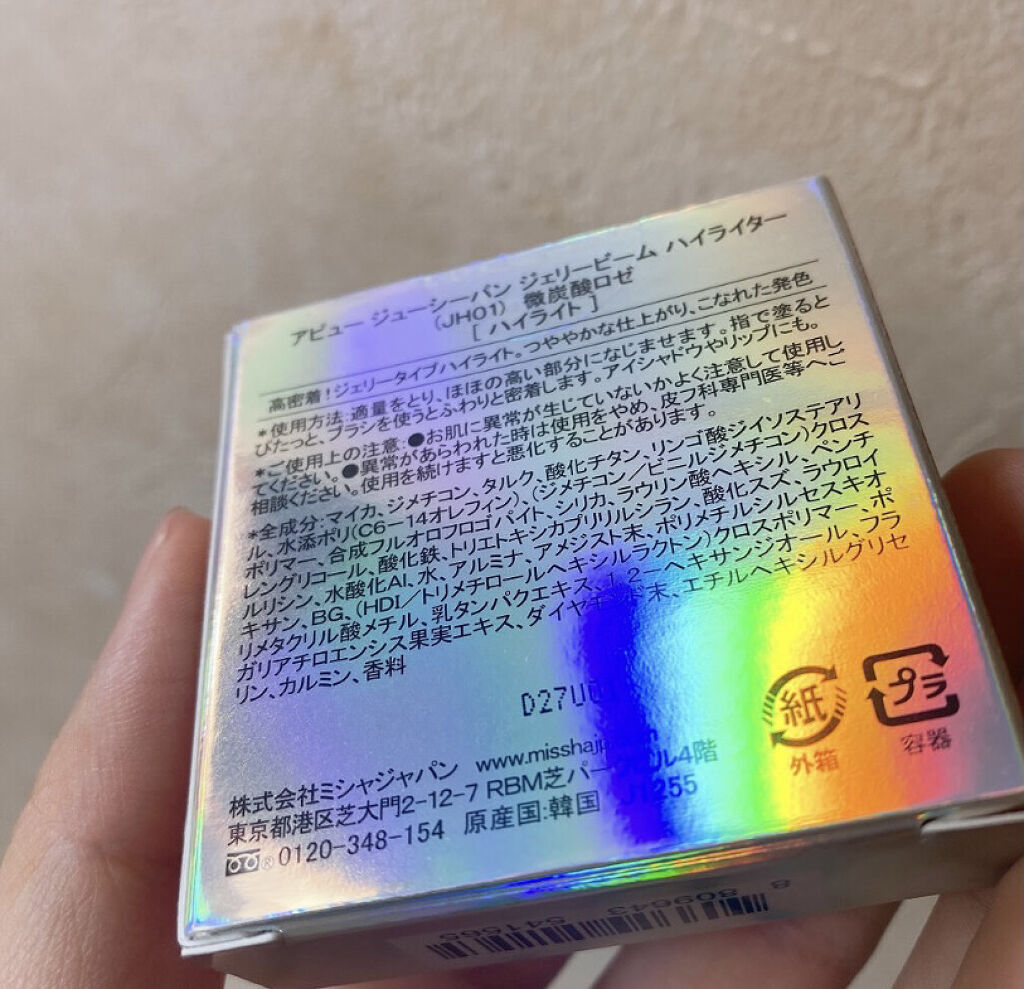 アピュー ジューシーパン ジェリービーム ハイライター
(JH01) 微炭酸ロゼ
[ ハイライト ]
高密着!ジェリータイプハイライト。つややかな仕上がり、こなれた発色
*使用方法:適量をとり、ほほの高い部分になじませます。指で塗ると
ぴたっと、ブラシを使うとふわりと密着します。アイシャドウやリップにも。
*ご使用上の注意:●お肌に異常が生じていないかよく注意して使用し
てください。●異常があらわれた時は使用をやめ、皮フ科専門医等へご
相談ください。使用を続けますと悪化することがあります。
*全成分:マイカ、ジメチコン、タルク、酸化チタン、リンゴ酸ジイソステアリ
ル、水添ポリ(C6-14オレフィン)、(ジメチコン/ビニルジメチコン)クロス
ポリマー、合成フルオロフロゴパイト、シリカ、ラウリン酸ヘキシル、ペンチ
レングリコール、酸化鉄、トリエトキシカプリリルシラン、酸化スズ、ラウロイ
ルリシン、水酸化Al、水、アルミナ、アメジスト末、ポリメチルシルセスキオ
キサン、BG、(HDI/トリメチロールヘキシルラクトン)クロスポリマー、ポ
リメタクリル酸メチル、乳タンパクエキス、1,2-ヘキサンジオール、フラ
ガリアチロエンシス果実エキス、ダイヤモンド末、エチルヘキシルグリセ
リン、カルミン、香料
D27U
紙
プラ
外箱
容器
株式会社ミシャジャパン www.misshajp
東京都港区芝大門2-12-7 RBM芝パークビル4階
0120-348-154 原産国:韓国 J1255
8 809643 541569